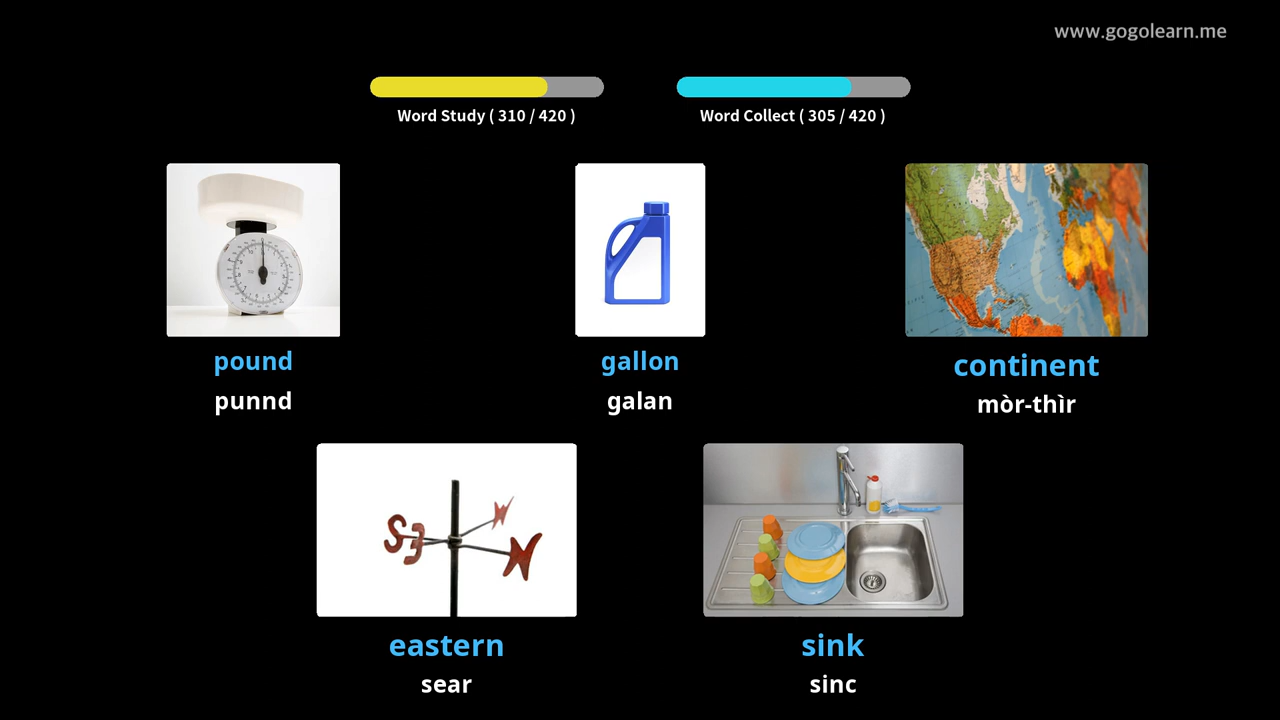 www.gogolearn.me
Word Study ( 310 / 420 )
Word Collect ( 305 / 420 )
pound
punnd
gallon
galan
continent
mòr-thìr
eastern
sear
sink
sinc